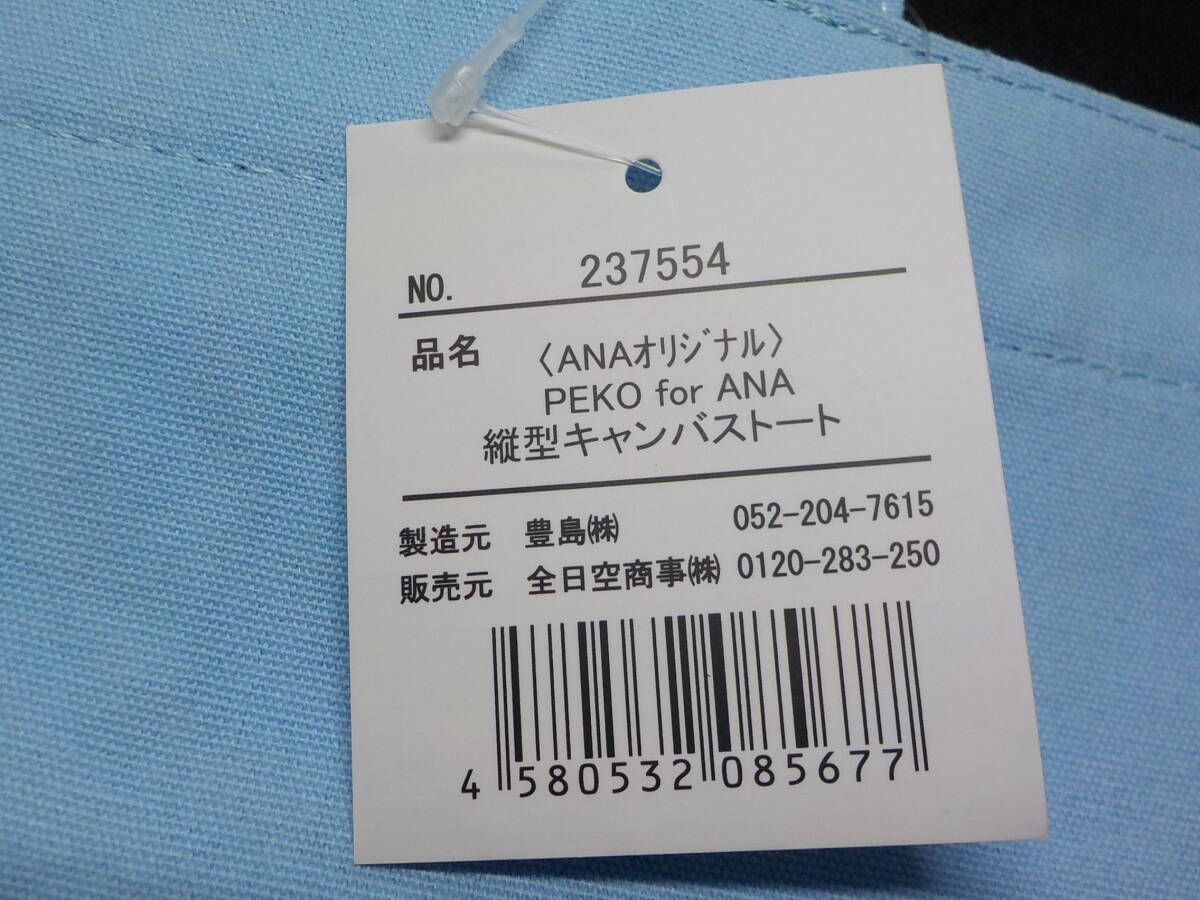 NO. 237554
品名 〈ANAオリジナル〉
PEKO for ANA
縦型キャンバストート
製造元 豊島㈱ 052-204-7615
販売元 全日空商事㈱ 0120-283-250
4 580532 085677